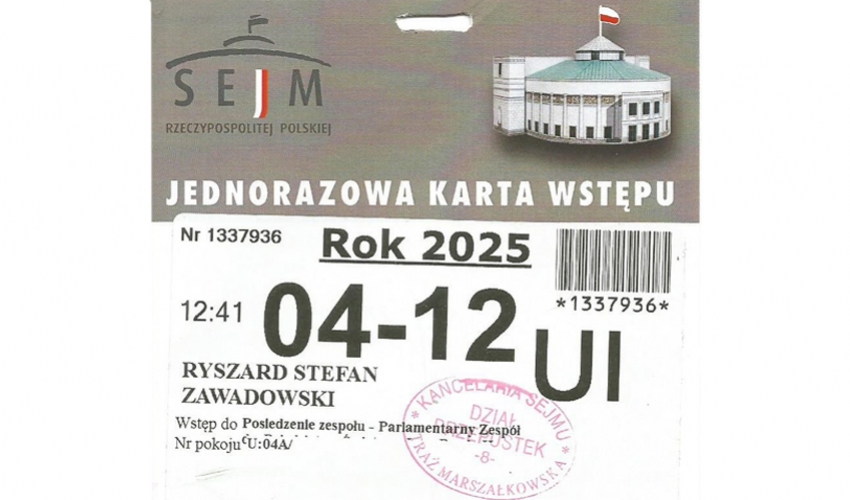 SEJM
RZECZYPOSPOLITEJ POLSKIEJ
JEDNORAZOWA KARTA WSTĘPU
Nr 1337936
Rok 2025
*1337936*
12:41
04-12
UI
RYSZARD STEFAN
ZAWADOWSKI
Wstęp do Posiedzenie zespołu - Parlamentarny Zespół
Nr pokoju U:04A/
* KANCELARIA SEJMU *
DZIAŁ
PRZEPUSTEK
-8-
STRAŻ MARSZAŁKOWSKA